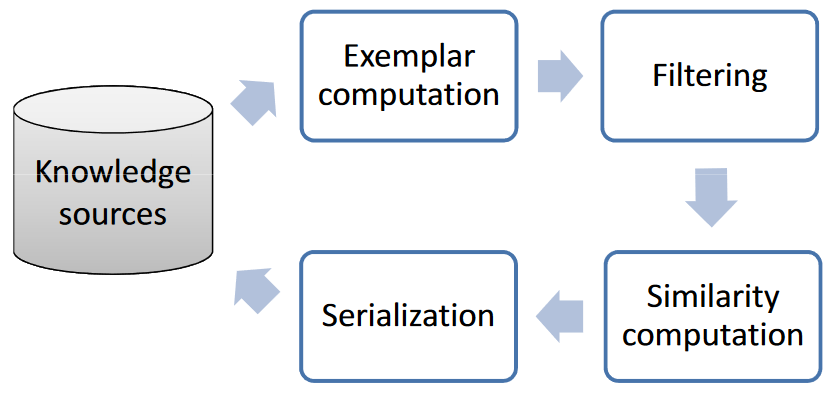 Knowledge
sources
Exemplar
computation
Filtering
Similarity
computation
Serialization